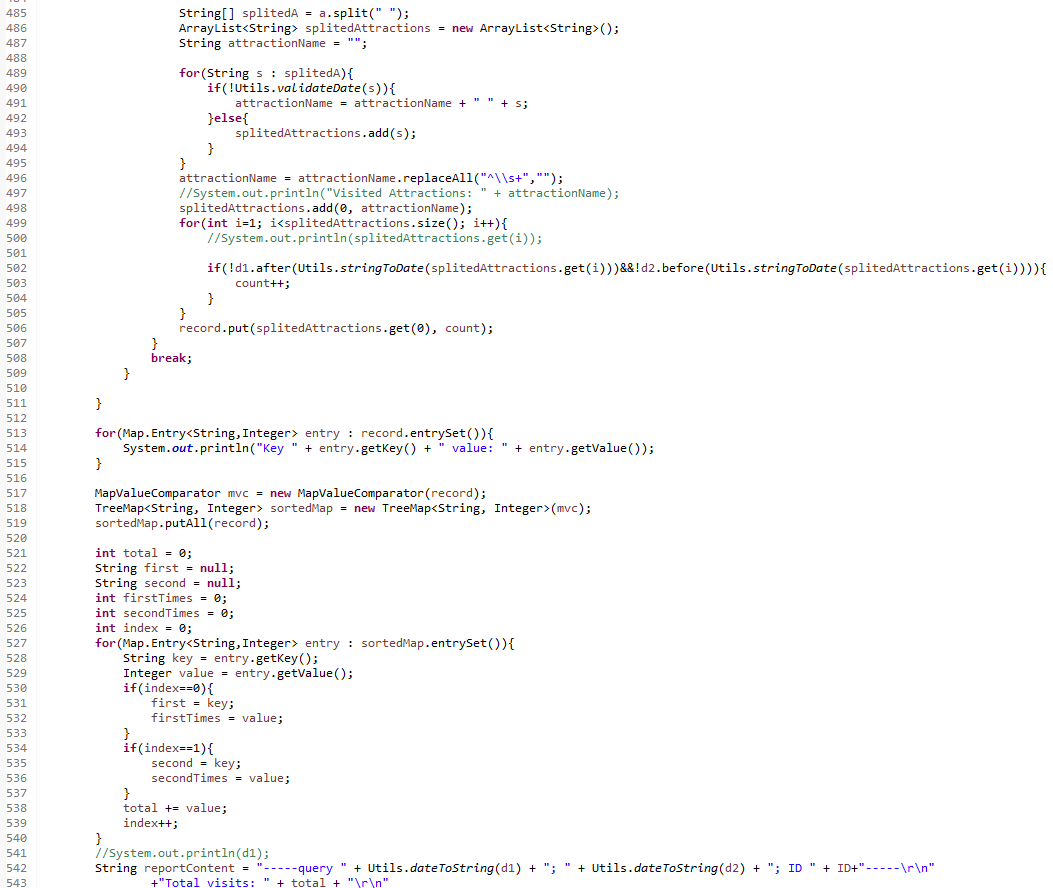 485 String[] splitedA = a.split(" ");
486 ArrayList<String> splitedAttractions = new ArrayList<String>();
487 String attractionName = "";
488
489 for(String s : splitedA){
490 if(!Utils.validateDate(s)){
491 attractionName = attractionName + " " + s;
492 }else{
493 splitedAttractions.add(s);
494 }
495 }
496 attractionName = attractionName.replaceAll("^\\s+","");
497 //System.out.println("Visited Attractions: " + attractionName);
498 splitedAttractions.add(0, attractionName);
499 for(int i=1; i<splitedAttractions.size(); i++){
500 //System.out.println(splitedAttractions.get(i));
501
502 if(!d1.after(Utils.stringToDate(splitedAttractions.get(i)))&&!d2.before(Utils.stringToDate(splitedAttractions.get(i)))){
503 count++;
504 }
505 }
506 record.put(splitedAttractions.get(0), count);
507 }
508 break;
509 }
510
511 }
512
513 for(Map.Entry<String,Integer> entry : record.entrySet()){
514 System.out.println("Key " + entry.getKey() + " value: " + entry.getValue());
515 }
516
517 MapValueComparator mvc = new MapValueComparator(record);
518 TreeMap<String, Integer> sortedMap = new TreeMap<String, Integer>(mvc);
519 sortedMap.putAll(record);
520
521 int total = 0;
522 String first = null;
523 String second = null;
524 int firstTimes = 0;
525 int secondTimes = 0;
526 int index = 0;
527 for(Map.Entry<String,Integer> entry : sortedMap.entrySet()){
528 String key = entry.getKey();
529 Integer value = entry.getValue();
530 if(index==0){
531 first = key;
532 firstTimes = value;
533 }
534 if(index==1){
535 second = key;
536 secondTimes = value;
537 }
538 total += value;
539 index++;
540 }
541 //System.out.println(d1);
542 String reportContent = "-----query " + Utils.dateToString(d1) + "; " + Utils.dateToString(d2) + "; ID " + ID+"-----\r\n"
543 +"Total visits: " + total + "\r\n"